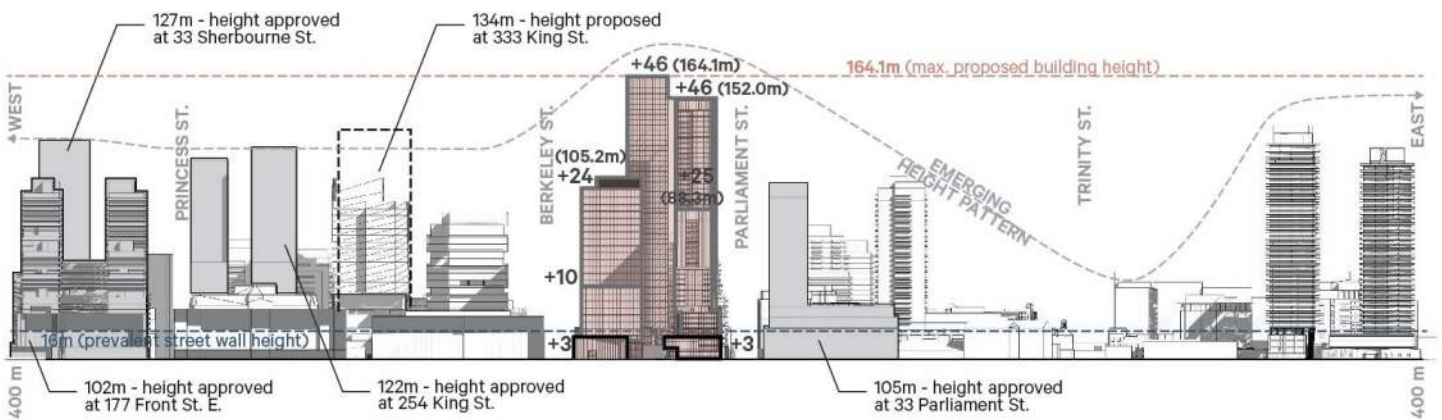 127m - height approved
at 33 Sherbourne St.
134m - height proposed
at 333 King St.
+46 (164.1m)
164.1m (max. proposed building height)
+46 (152.0m)
WEST
PRINCESS ST.
BERKELEY ST.
PARLIAMENT ST.
TRINITY ST.
EAST
(105.2m)
+24
+25
(88.3m)
EMERGING
HEIGHT PATTERN
+10
16m (prevalent street wall height)
+3
+3
400 m
102m - height approved
at 177 Front St. E.
122m - height approved
at 254 King St.
105m - height approved
at 33 Parliament St.
400 m